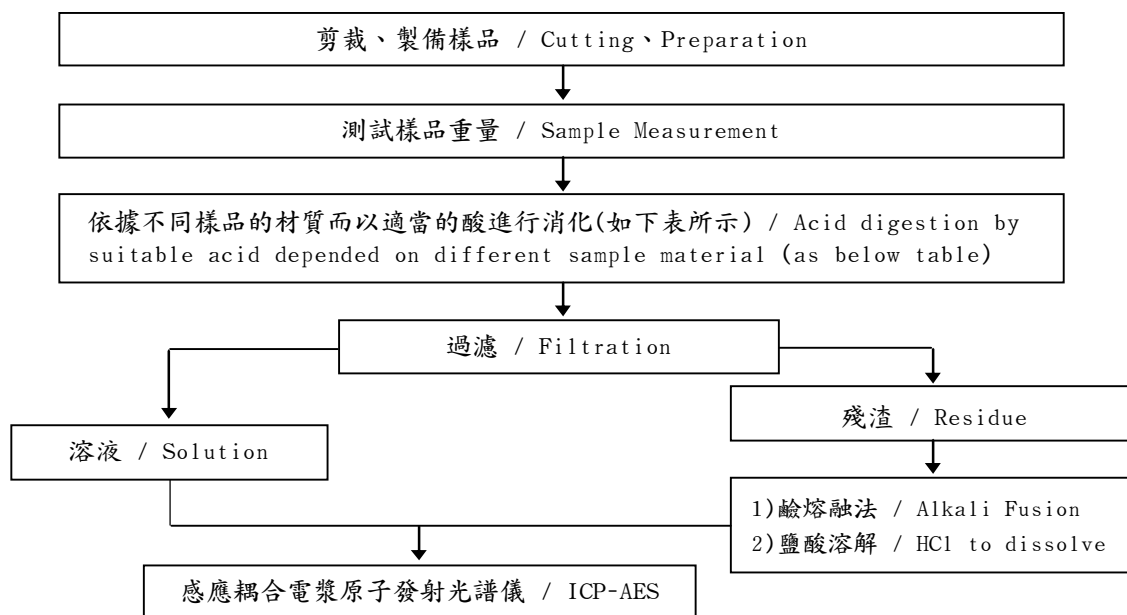 剪裁、製備樣品 / Cutting、Preparation
測試樣品重量 / Sample Measurement
依據不同樣品的材質而以適當的酸進行消化(如下表所示) / Acid digestion by
suitable acid depended on different sample material (as below table)
過濾 / Filtration
溶液 / Solution
殘渣 / Residue
1)鹼熔融法 / Alkali Fusion
2)鹽酸溶解 / HCl to dissolve
感應耦合電漿原子發射光譜儀 / ICP-AES